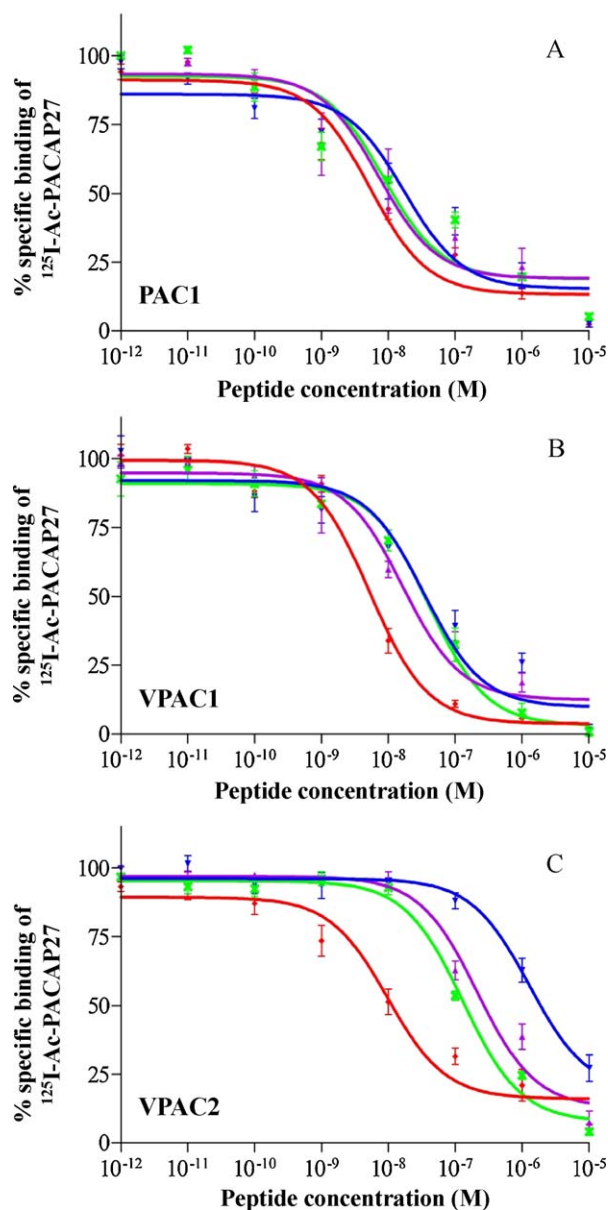 A
% specific binding of
¹²⁵I-Ac-PACAP27
100
75
50
25
0
PAC1
10⁻¹² 10⁻¹¹ 10⁻¹⁰ 10⁻⁹ 10⁻⁸ 10⁻⁷ 10⁻⁶ 10⁻⁵
Peptide concentration (M)
B
% specific binding of
¹²⁵I-Ac-PACAP27
100
75
50
25
0
VPAC1
10⁻¹² 10⁻¹¹ 10⁻¹⁰ 10⁻⁹ 10⁻⁸ 10⁻⁷ 10⁻⁶ 10⁻⁵
Peptide concentration (M)
C
% specific binding of
¹²⁵I-Ac-PACAP27
100
75
50
25
0
VPAC2
10⁻¹² 10⁻¹¹ 10⁻¹⁰ 10⁻⁹ 10⁻⁸ 10⁻⁷ 10⁻⁶ 10⁻⁵
Peptide concentration (M)